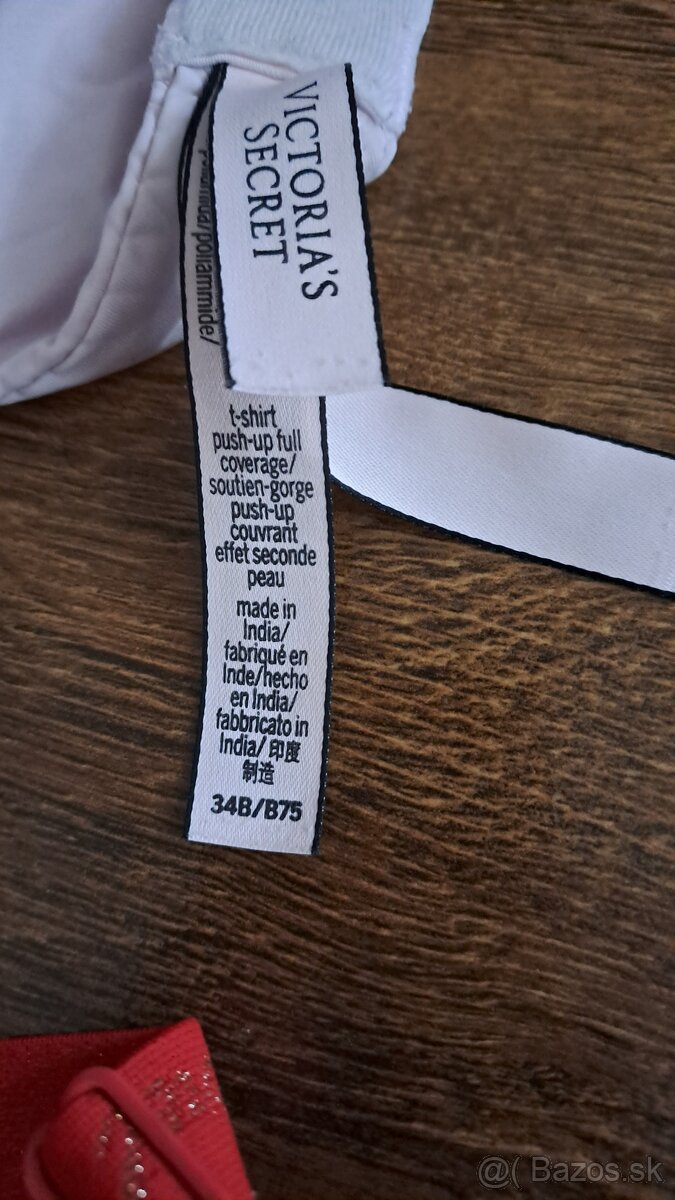 VICTORIA'S
SECRET
poliammide/
t-shirt
push-up full
coverage/
soutien-gorge
push-up
couvrant
effet seconde
peau
made in
India/
fabriqué en
Inde/hecho
en India/
fabbricato in
India/ 印度
制造
34B/B75
@( Bazos.sk